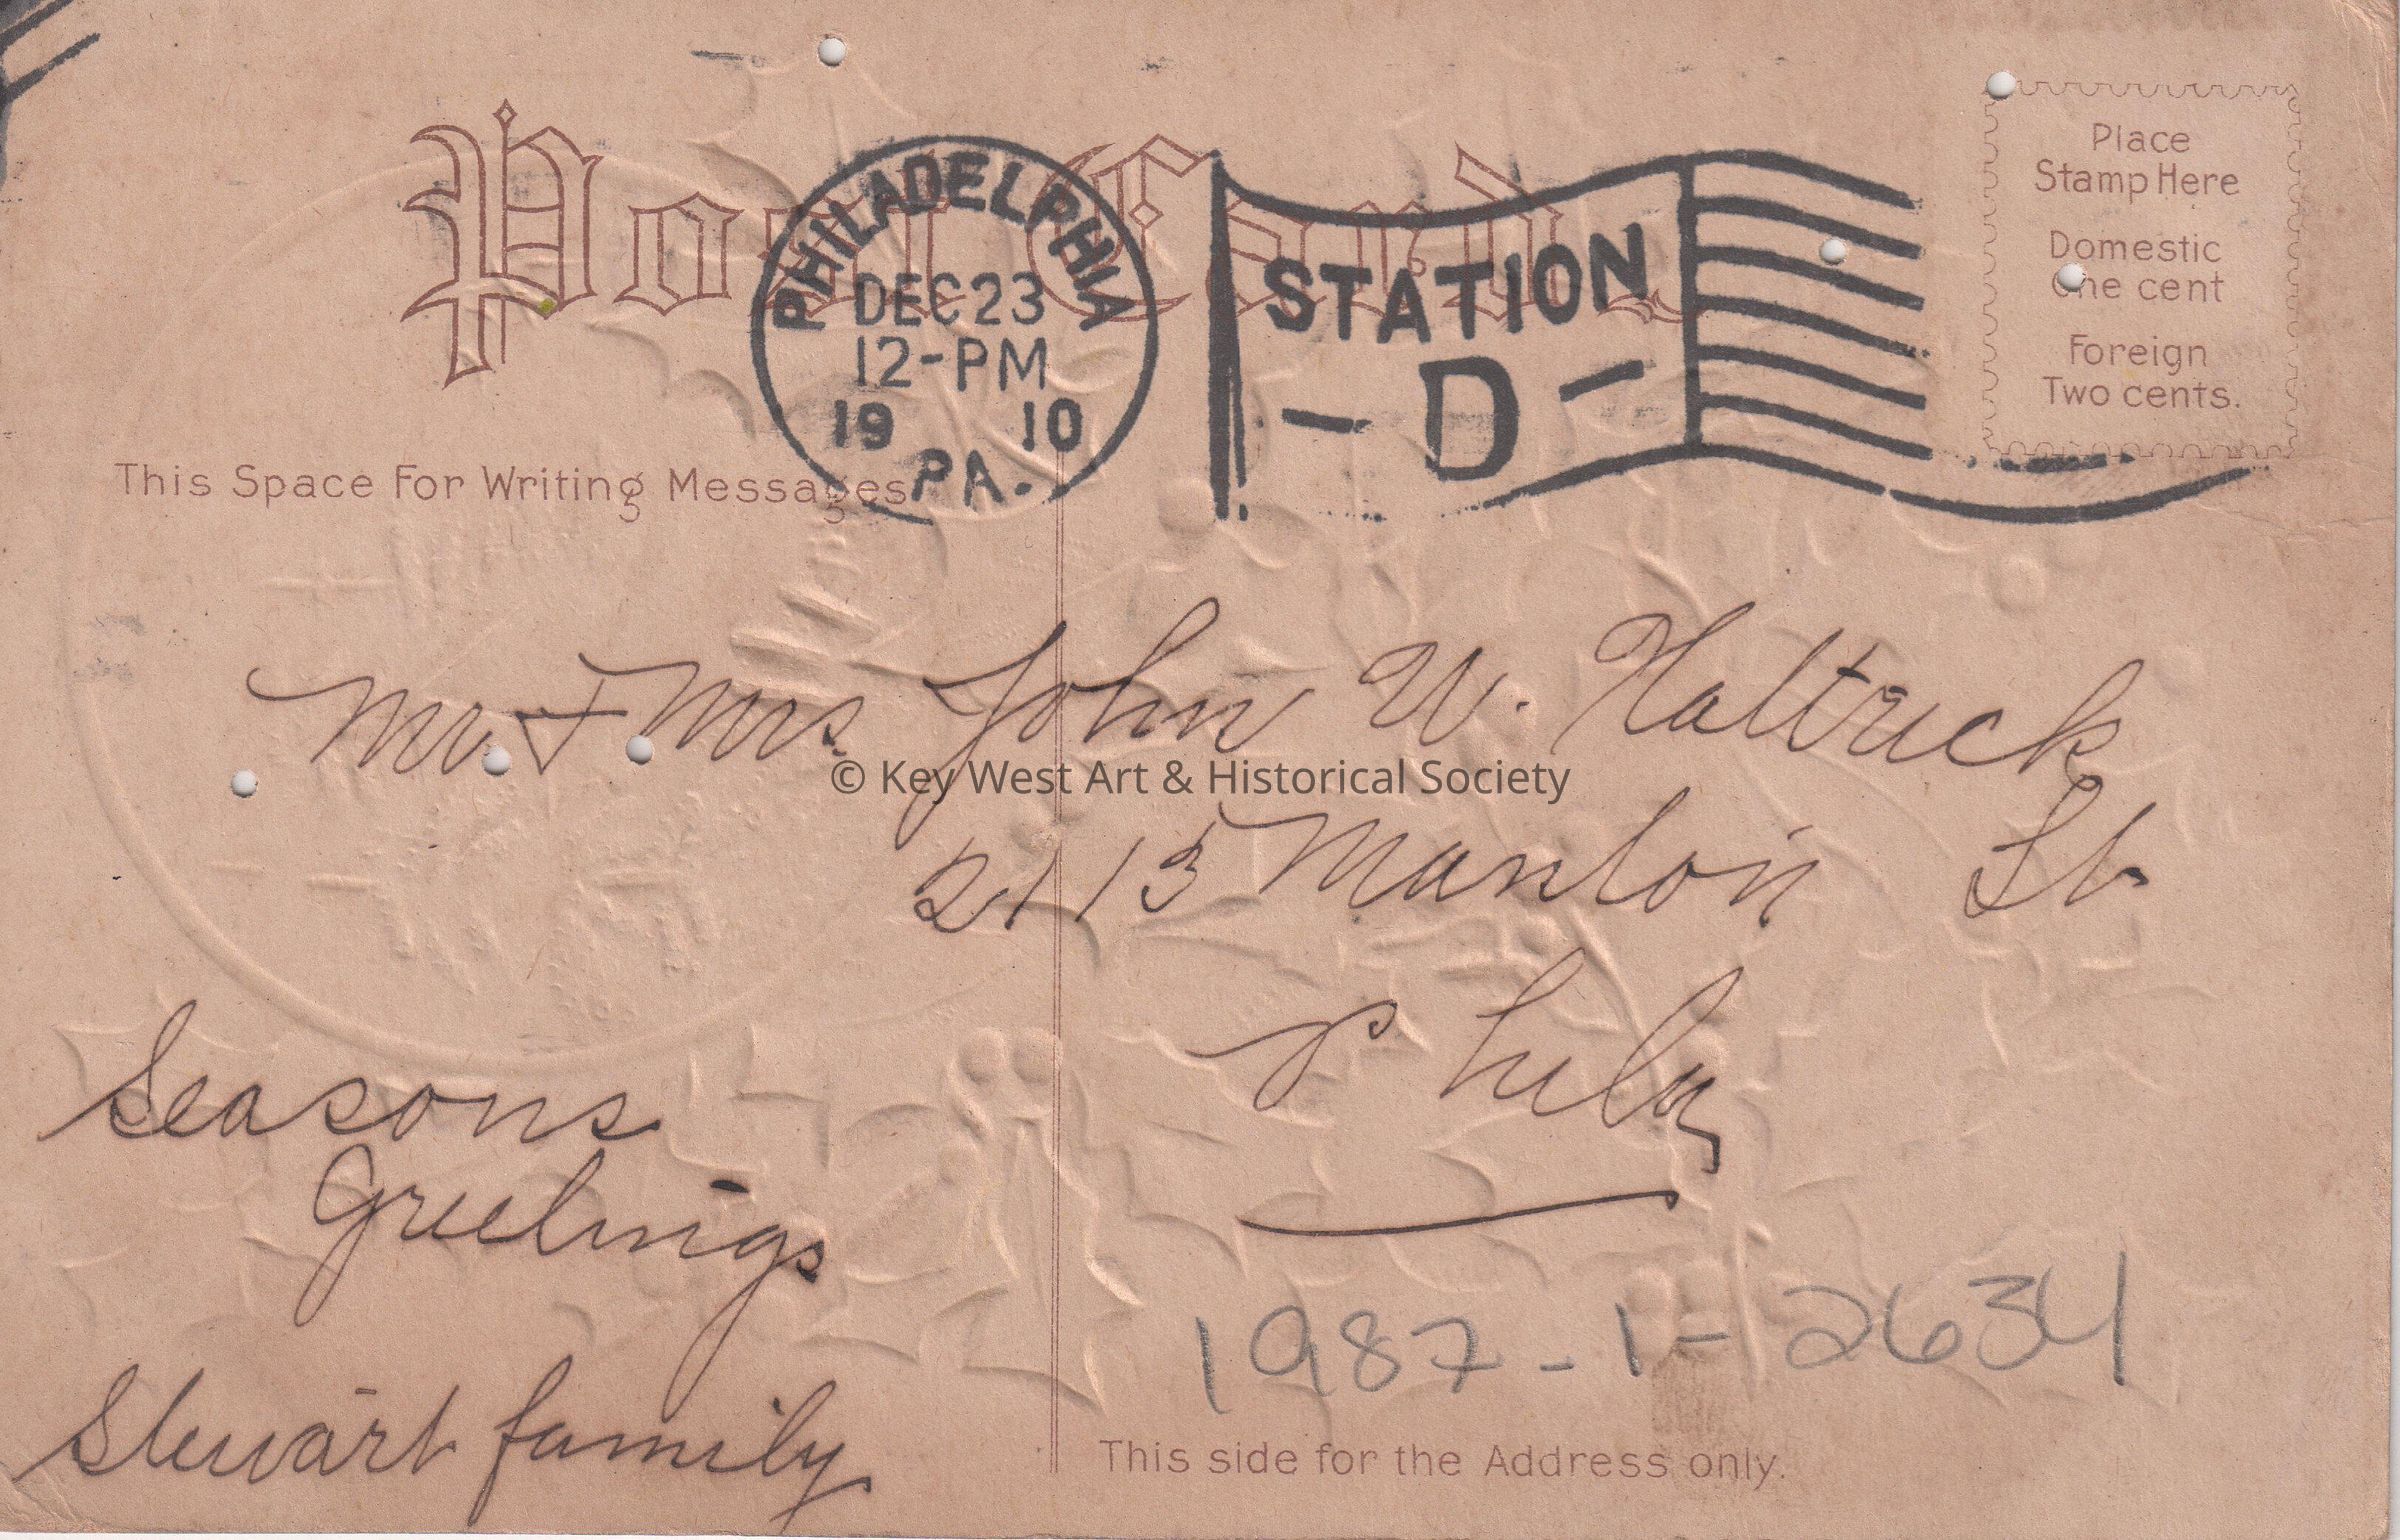 Post Card
PHILADELPHIA
DEC 23
12-PM
19 10
PA.
STATION
- D -
Place
Stamp Here
Domestic
One cent
Foreign
Two cents.
This Space For Writing Messages
Mr. & Mrs. John W. Haltrick
© Key West Art & Historical Society
2113 Manton St.
Phila
Seasons
Greetings
Stewart family
1987-1-2634
This side for the Address only.